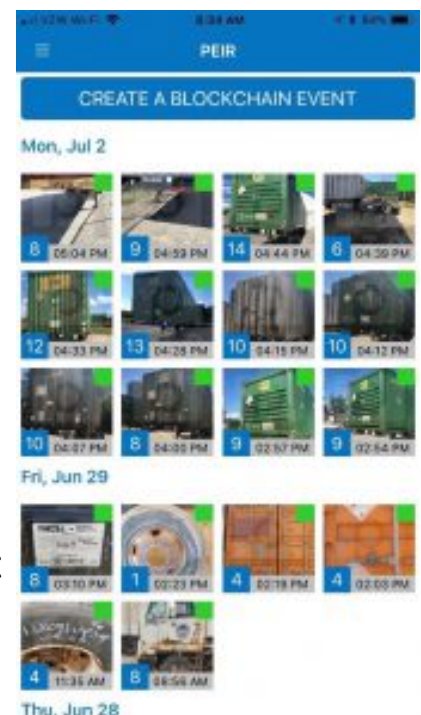 PEIR
CREATE A BLOCKCHAIN EVENT
Mon, Jul 2
8 05:04 PM 9 04:59 PM 14 04:44 PM 6 04:39 PM
12 04:33 PM 13 04:28 PM 10 04:15 PM 10 04:12 PM
10 04:07 PM 8 04:00 PM 9 02:57 PM 9 02:54 PM
Fri, Jun 29
8 03:10 PM 1 02:23 PM 4 02:19 PM 4 02:03 PM
4 11:35 AM 8 08:56 AM
Thu, Jun 28